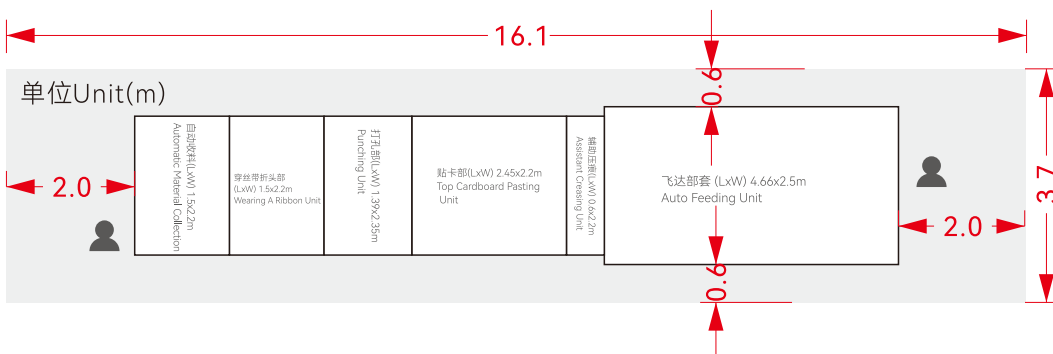 16.1
单位Unit(m)
0.6
自动收料(LxW) 1.5x2.2m
Automatic Material Collection
穿丝带折头部
(LxW) 1.5x2.2m
Wearing A Ribbon Unit
打孔部(LxW) 1.39x2.35m
Punching Unit
贴卡部(LxW) 2.45x2.2m
Top Cardboard Pasting
Unit
辅助压痕(LxW) 0.6x2.2m
Assistant Creasing Unit
飞达部套 (LxW) 4.66x2.5m
Auto Feeding Unit
2.0
2.0
3.7
0.6